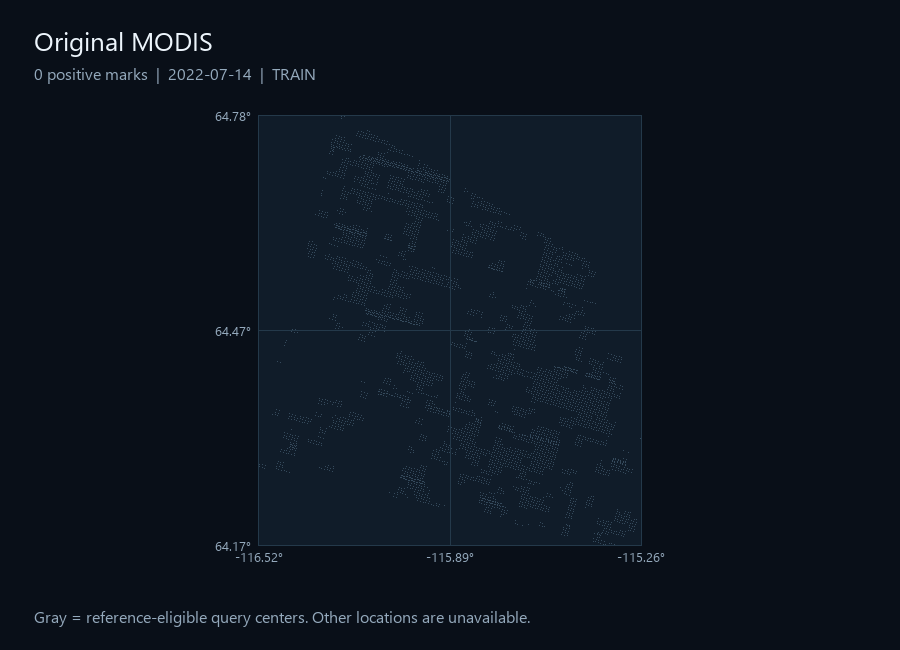 Original MODIS
0 positive marks | 2022-07-14 | TRAIN
64.78°
64.47°
64.17°
-116.52° -115.89° -115.26°
Gray = reference-eligible query centers. Other locations are unavailable.